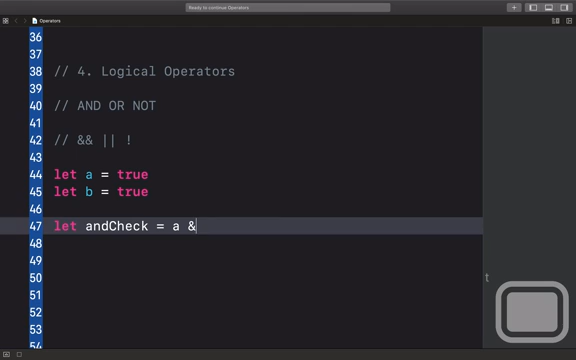 Ready to continue Operators
Operators
36
37
38 // 4. Logical Operators
39
40 // AND OR NOT
41
42 // && || !
43
44 let a = true
45 let b = true
46
47 let andCheck = a &
48
49
50
51
52
53
54
t